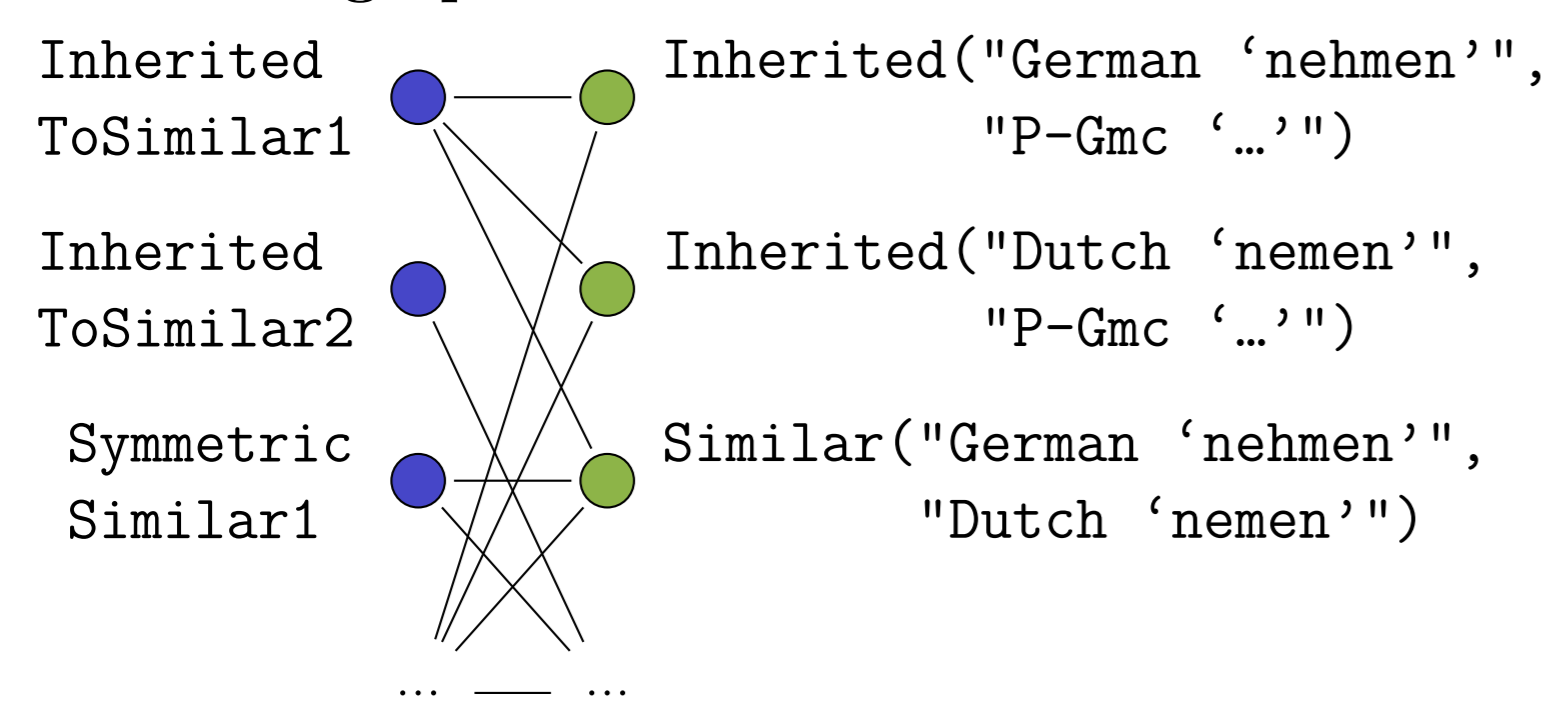 Inherited
ToSimilar1
Inherited("German ‘nehmen’",
"P-Gmc ‘…’")
Inherited
ToSimilar2
Inherited("Dutch ‘nemen’",
"P-Gmc ‘…’")
Symmetric
Similar1
Similar("German ‘nehmen’",
"Dutch ‘nemen’")
… …